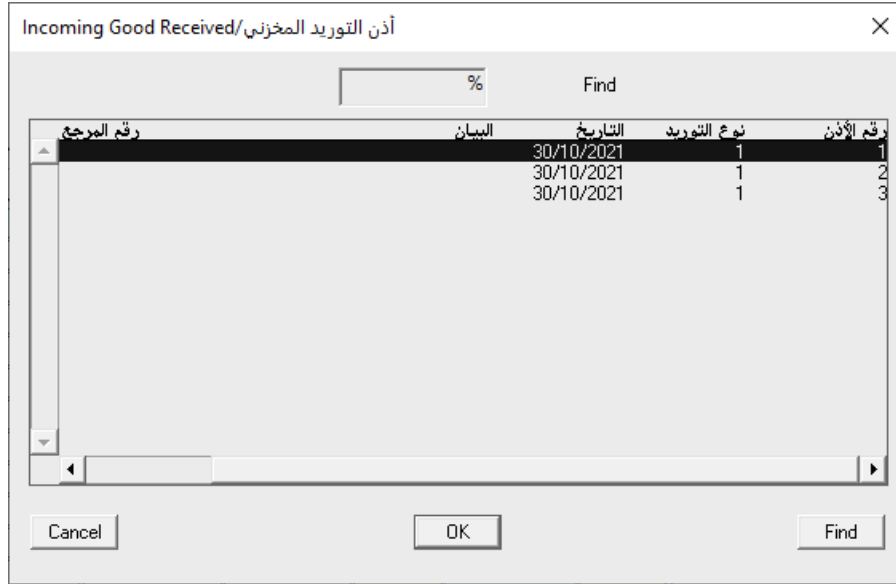 Incoming Good Received/أذن التوريد المخزني
% Find
رقم الأذن نوع التوريد التاريخ البيان رقم المرجع
1 1 30/10/2021
2 1 30/10/2021
3 1 30/10/2021
Cancel OK Find